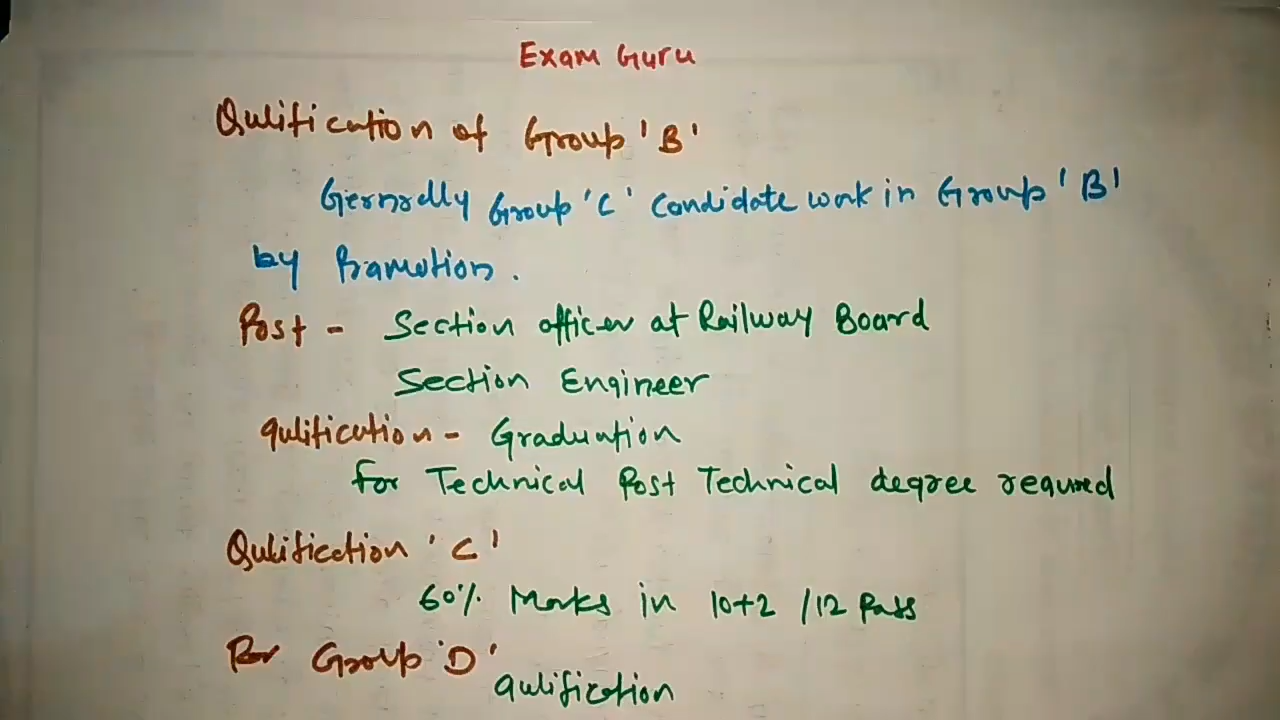 Exam Guru
Qulification of Group 'B'
Gernrally Group 'C' candidate work in Group 'B'
by Pramotion.
Post - Section officer at Railway Board
Section Engineer
qulification - Graduation
for Technical Post Technical degree required
Qulification 'C'
60% Marks in 10+2 /12 Pass
For Group 'D'
qulification